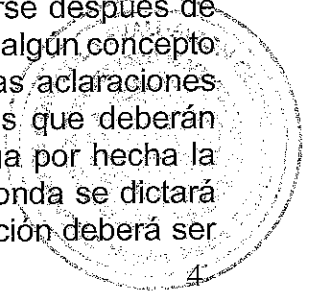 rse después de
algún concepto
as aclaraciones
s que deberán
a por hecha la
onda se dictará
ción deberá ser
4